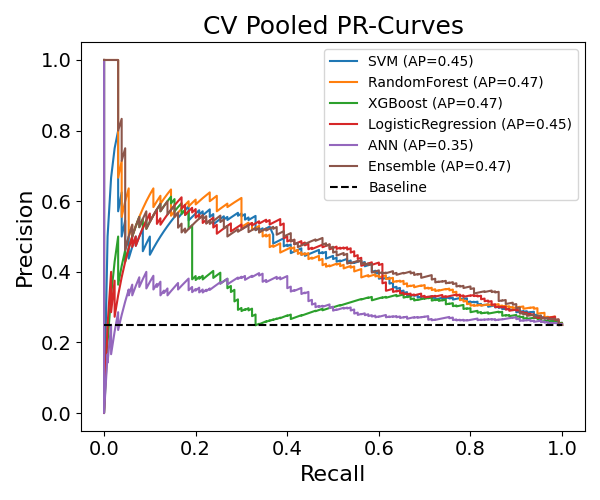 CV Pooled PR-Curves
SVM (AP=0.45)
RandomForest (AP=0.47)
XGBoost (AP=0.47)
LogisticRegression (AP=0.45)
ANN (AP=0.35)
Ensemble (AP=0.47)
Baseline
Precision
1.0
0.8
0.6
0.4
0.2
0.0
0.0 0.2 0.4 0.6 0.8 1.0
Recall